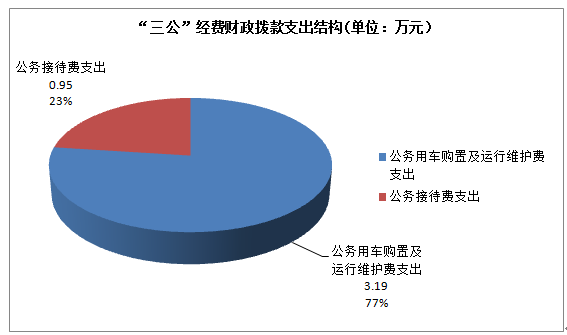 “三公”经费财政拨款支出结构(单位：万元)
公务接待费支出
0.95
23%
公务用车购置及运行维护费
支出
公务接待费支出
公务用车购置及
运行维护费支出
3.19
77%